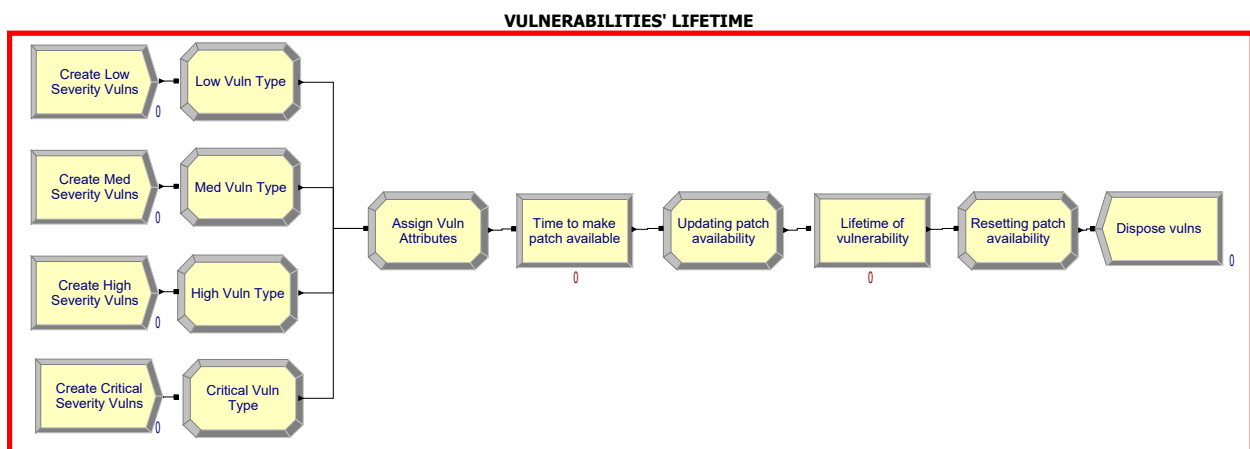 VULNERABILITIES' LIFETIME
Create Low
Severity Vulns
0
Low Vuln Type
Create Med
Severity Vulns
0
Med Vuln Type
Create High
Severity Vulns
0
High Vuln Type
Create Critical
Severity Vulns
0
Critical Vuln
Type
Assign Vuln
Attributes
Time to make
patch available
0
Updating patch
availability
Lifetime of
vulnerability
0
Resetting patch
availability
Dispose vulns
0